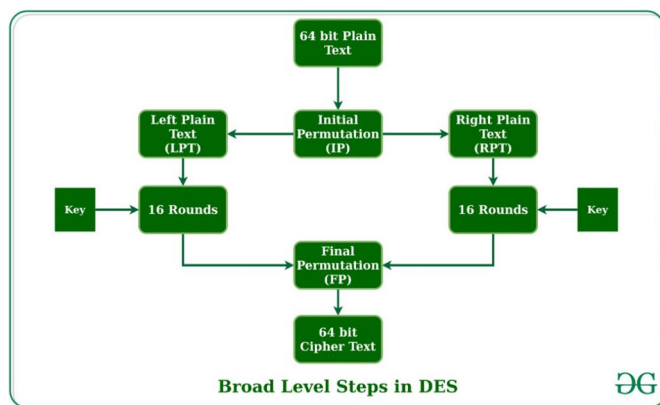 64 bit Plain
Text
Left Plain
Text
(LPT)
Initial
Permutation
(IP)
Right Plain
Text
(RPT)
Key
16 Rounds
16 Rounds
Key
Final
Permutation
(FP)
64 bit
Cipher Text
Broad Level Steps in DES